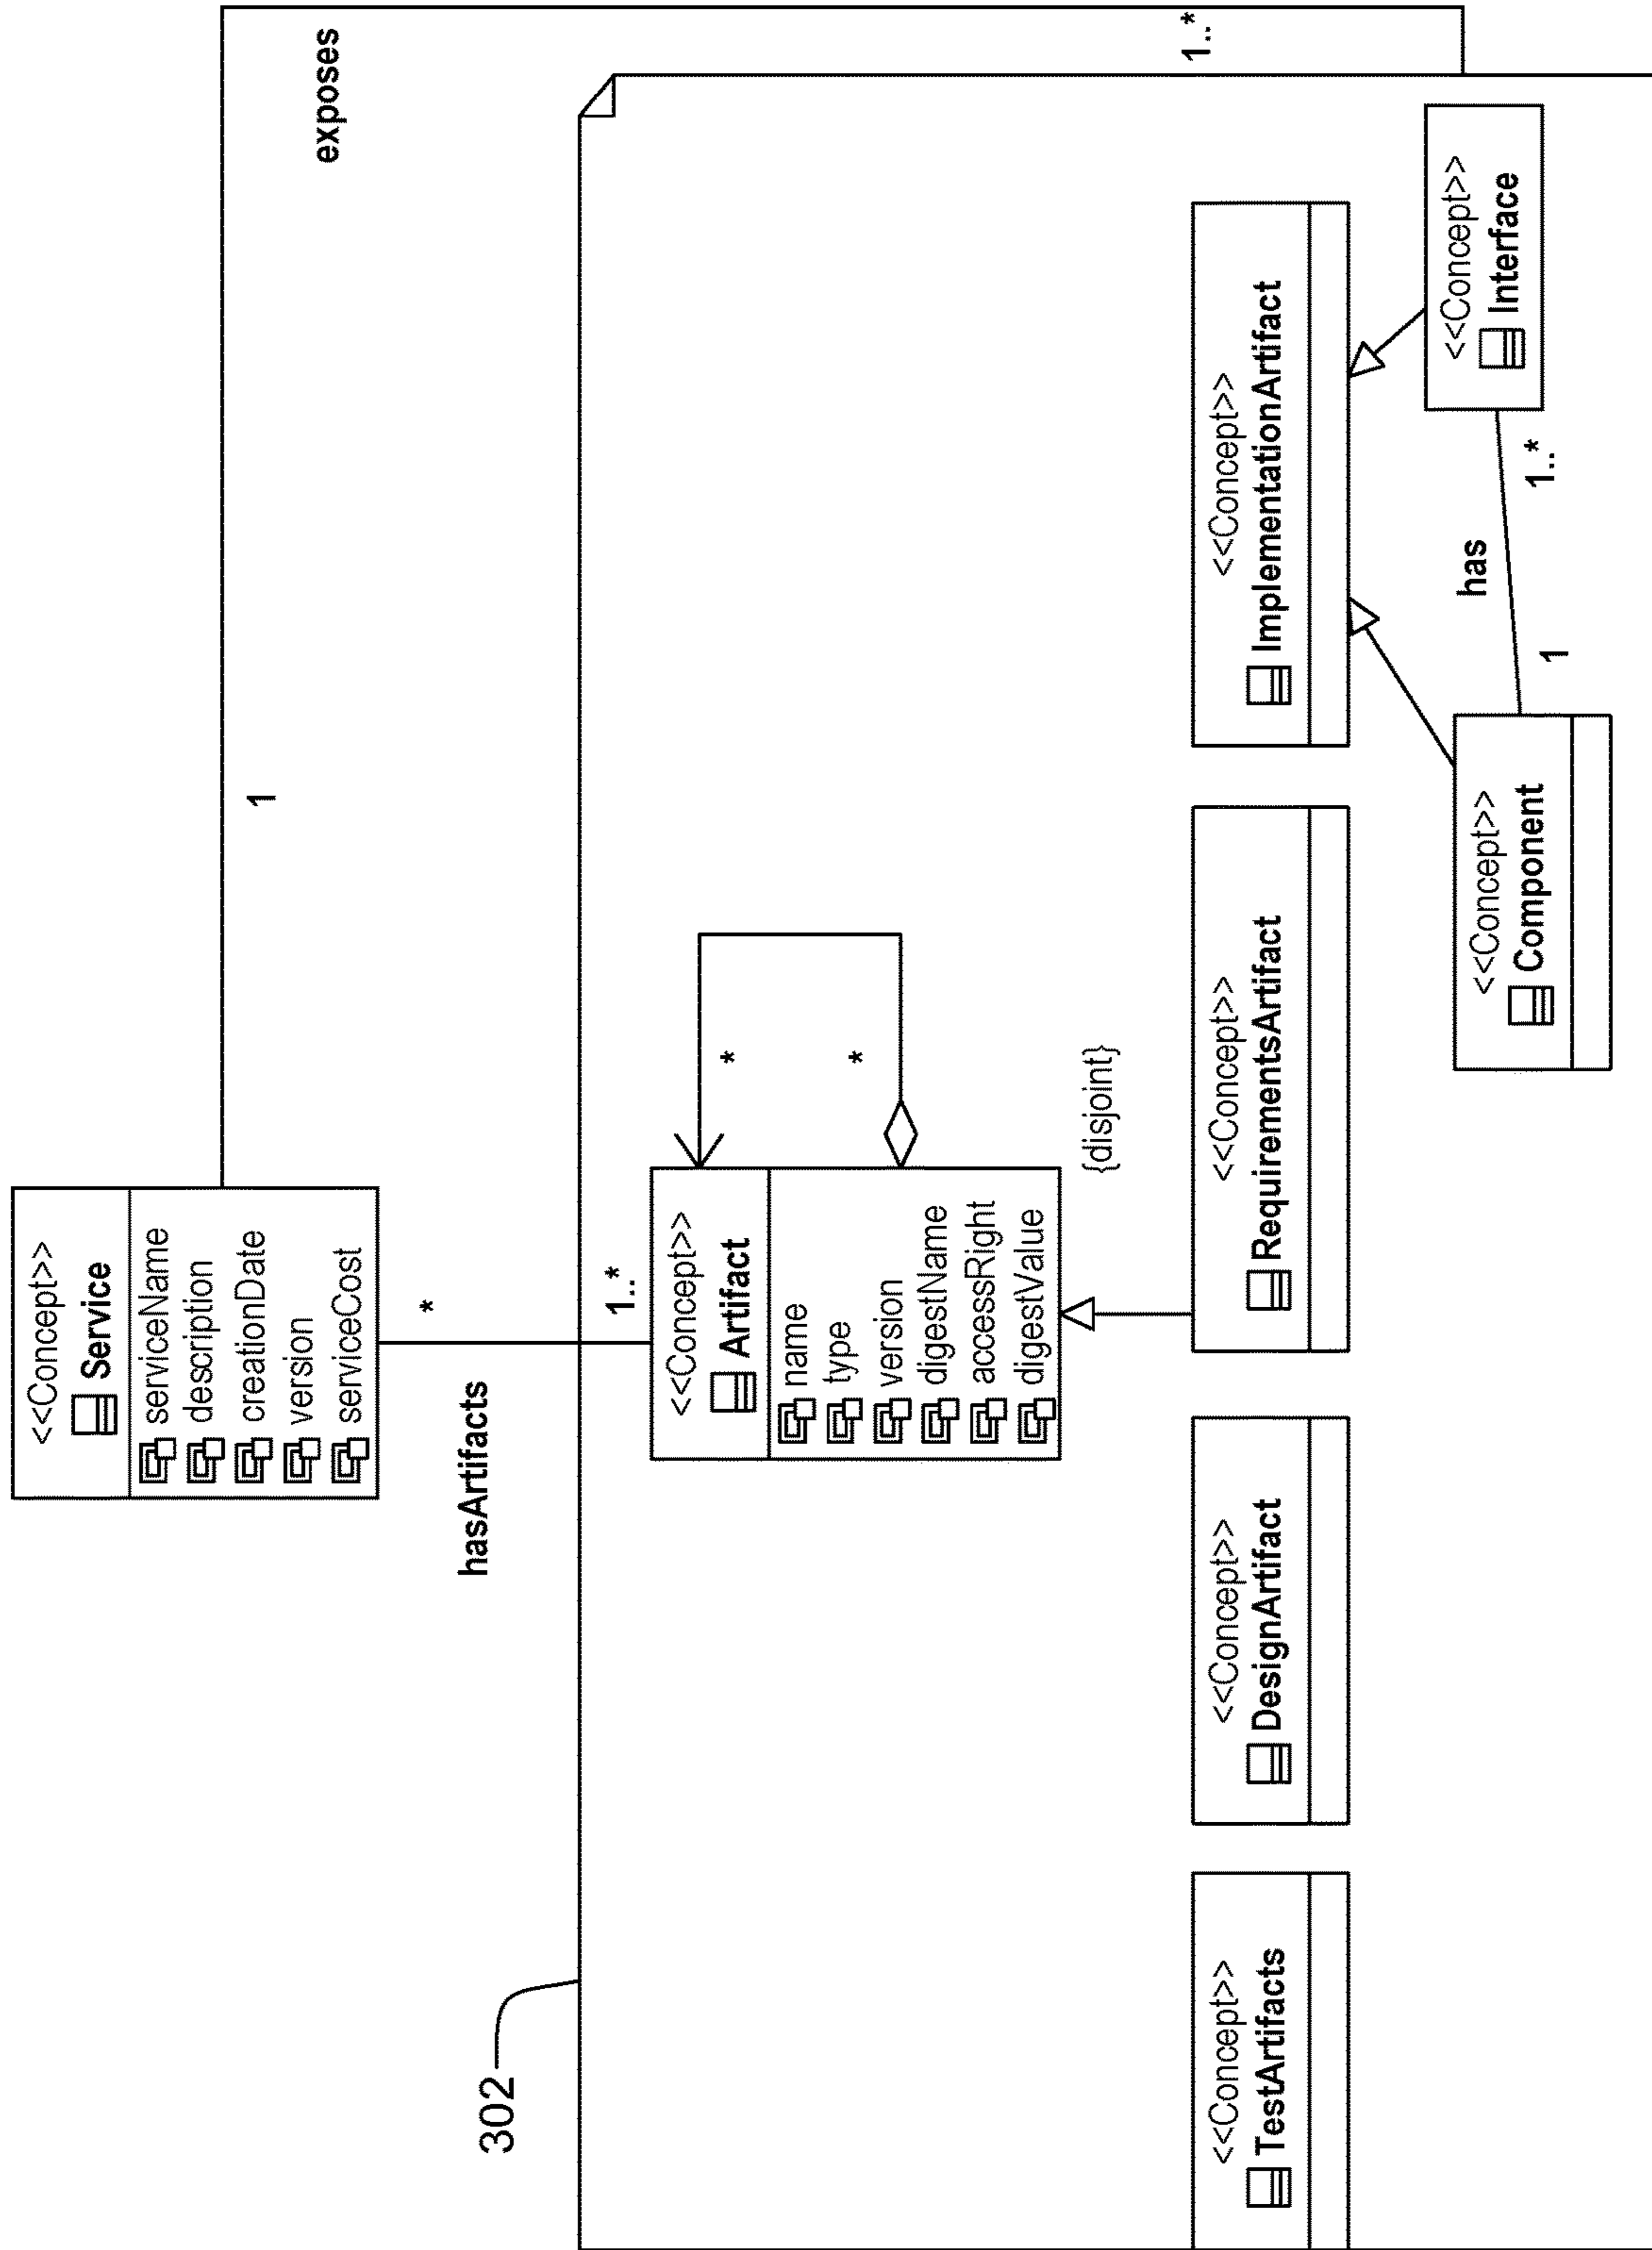 <<Concept>>
Service
serviceName
description
creationDate
version
serviceCost
exposes
1
1..*
hasArtifacts
*
1..*
302
<<Concept>>
Artifact
name
type
version
digestName
accessRight
digestValue
*
*
{disjoint}
<<Concept>>
TestArtifacts
<<Concept>>
DesignArtifact
<<Concept>>
RequirementsArtifact
<<Concept>>
ImplementationArtifact
<<Concept>>
Component
<<Concept>>
Interface
1
has
1..*